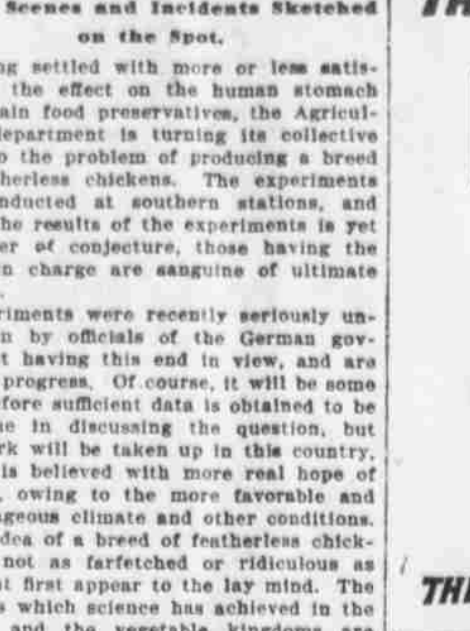 Scenes and Incidents Sketched
on the Spot.
ng settled with more or less satis-
the effect on the human stomach
ain food preservatives, the Agricul-
department is turning its collective
o the problem of producing a breed
therless chickens. The experiments
nducted at southern stations, and
he results of the experiments is yet
er of conjecture, those having the
n charge are sanguine of ultimate
riments were recently seriously un-
n by officials of the German gov-
t having this end in view, and are
progress. Of course, it will be some
fore sufficient data is obtained to be
e in discussing the question, but
rk will be taken up in this country,
is believed with more real hope of
, owing to the more favorable and
ageous climate and other conditions.
dea of a breed of featherless chick-
not as farfetched or ridiculous as
t first appear to the lay mind. The
s which science has achieved in the
and the vegetable kingdoms are
TH
THE